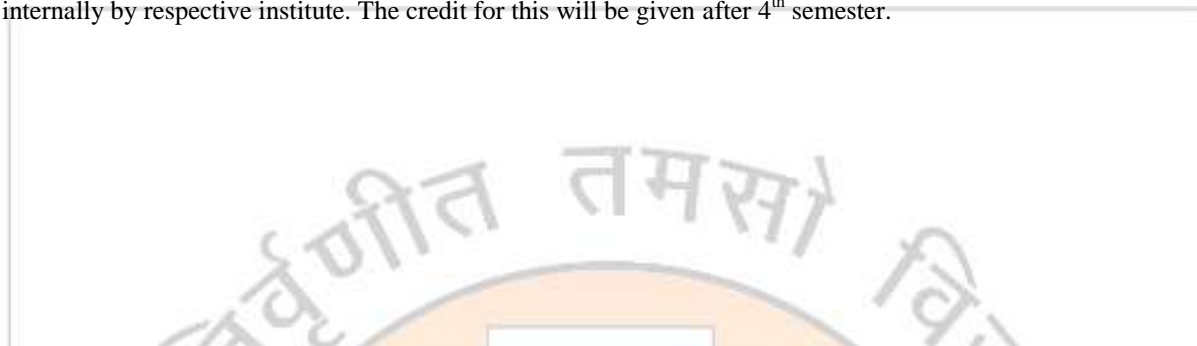 internally by respective institute. The credit for this will be given after 4th semester.
तमसो